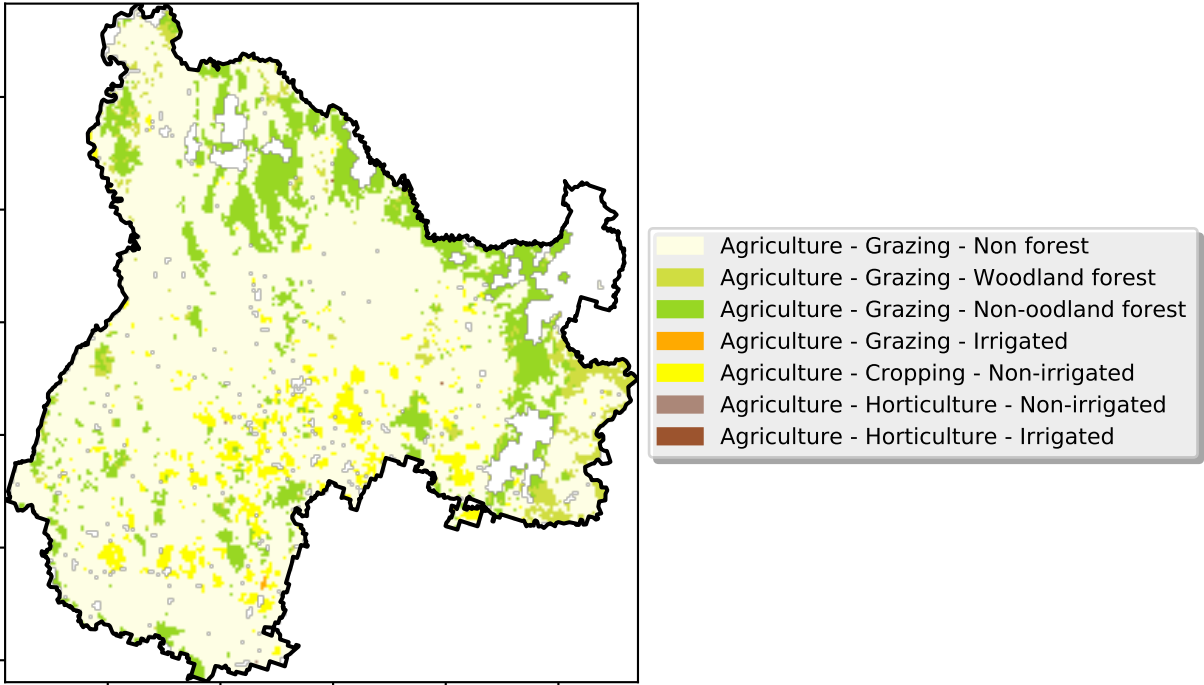 Agriculture - Grazing - Non forest
Agriculture - Grazing - Woodland forest
Agriculture - Grazing - Non-oodland forest
Agriculture - Grazing - Irrigated
Agriculture - Cropping - Non-irrigated
Agriculture - Horticulture - Non-irrigated
Agriculture - Horticulture - Irrigated